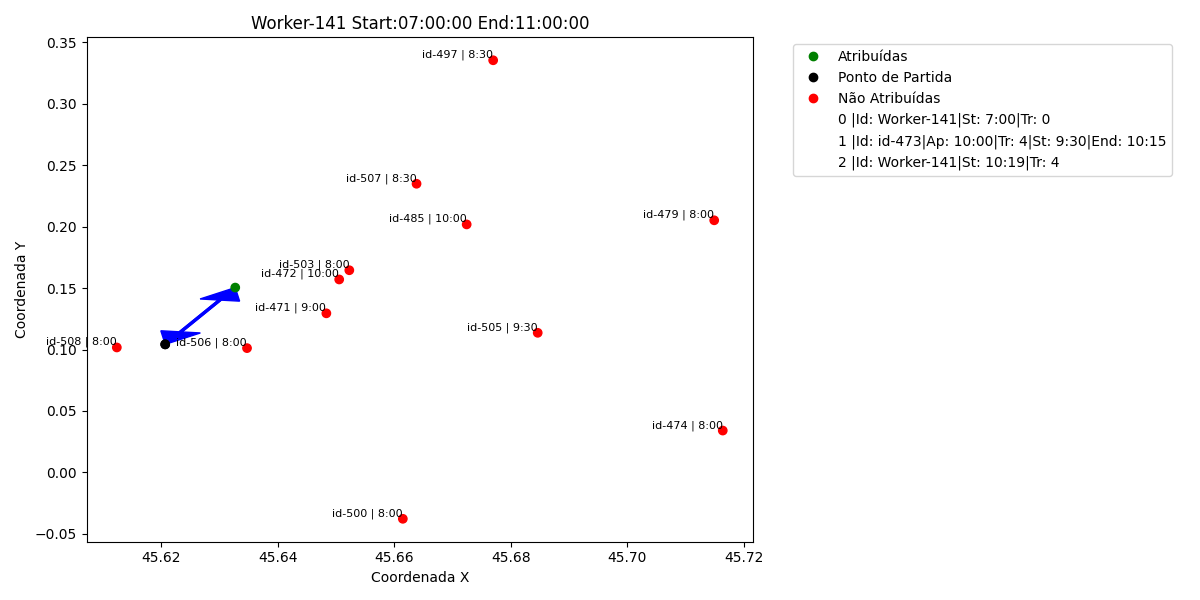 Worker-141 Start:07:00:00 End:11:00:00
Coordenada Y
0.35
0.30
0.25
0.20
0.15
0.10
0.05
0.00
−0.05
id-497 | 8:30
id-507 | 8:30
id-485 | 10:00
id-479 | 8:00
id-503 | 8:00
id-472 | 10:00
id-471 | 9:00
id-505 | 9:30
id-508 | 8:00
id-506 | 8:00
id-474 | 8:00
id-500 | 8:00
45.62
45.64
45.66
45.68
45.70
45.72
Coordenada X
Atribuídas
Ponto de Partida
Não Atribuídas
0 |Id: Worker-141|St: 7:00|Tr: 0
1 |Id: id-473|Ap: 10:00|Tr: 4|St: 9:30|End: 10:15
2 |Id: Worker-141|St: 10:19|Tr: 4